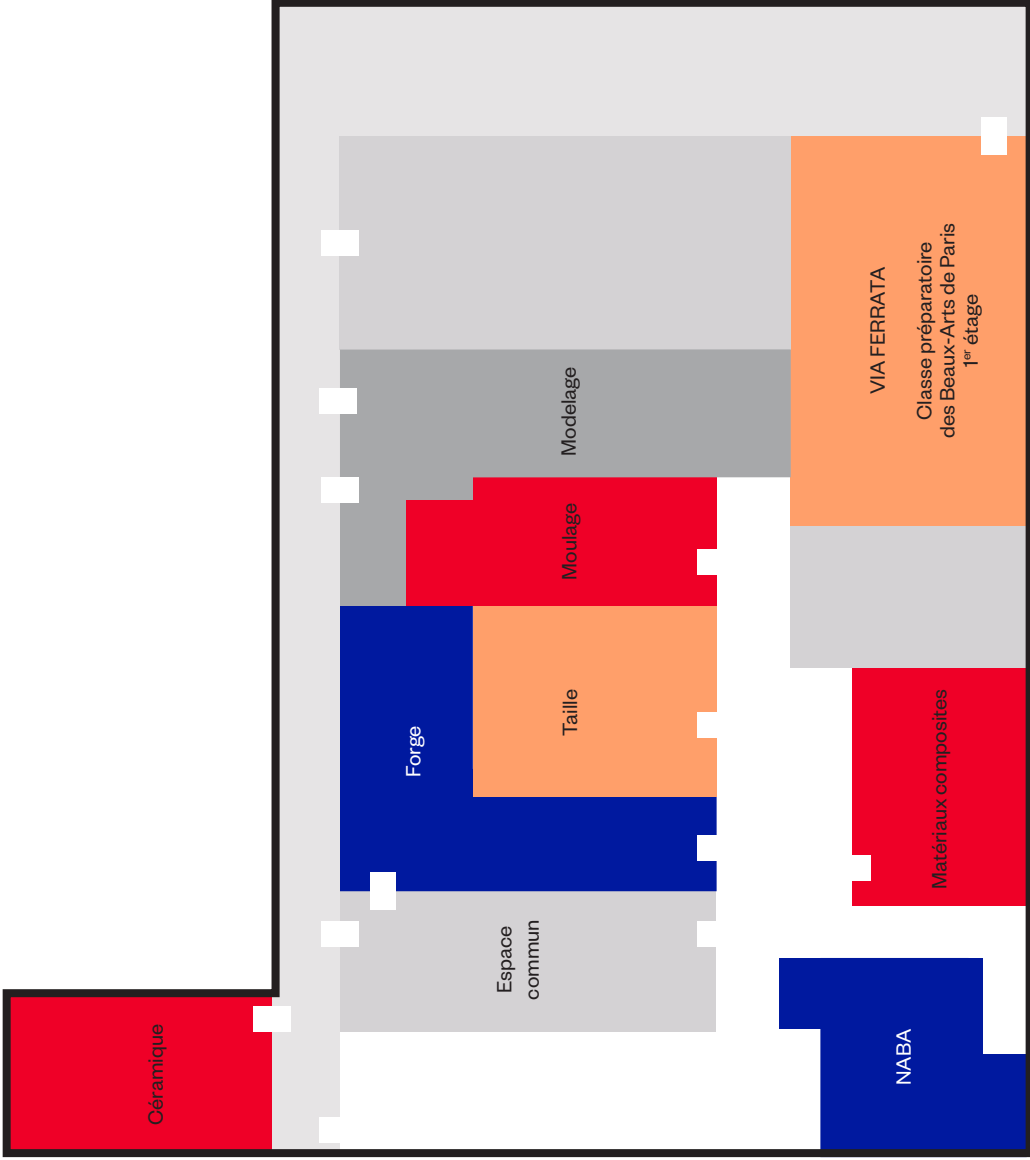 Céramique
Espace
commun
NABA
Forge
Taille
Matériaux composites
Moulage
Modelage
VIA FERRATA
Classe préparatoire
des Beaux-Arts de Paris
1er étage